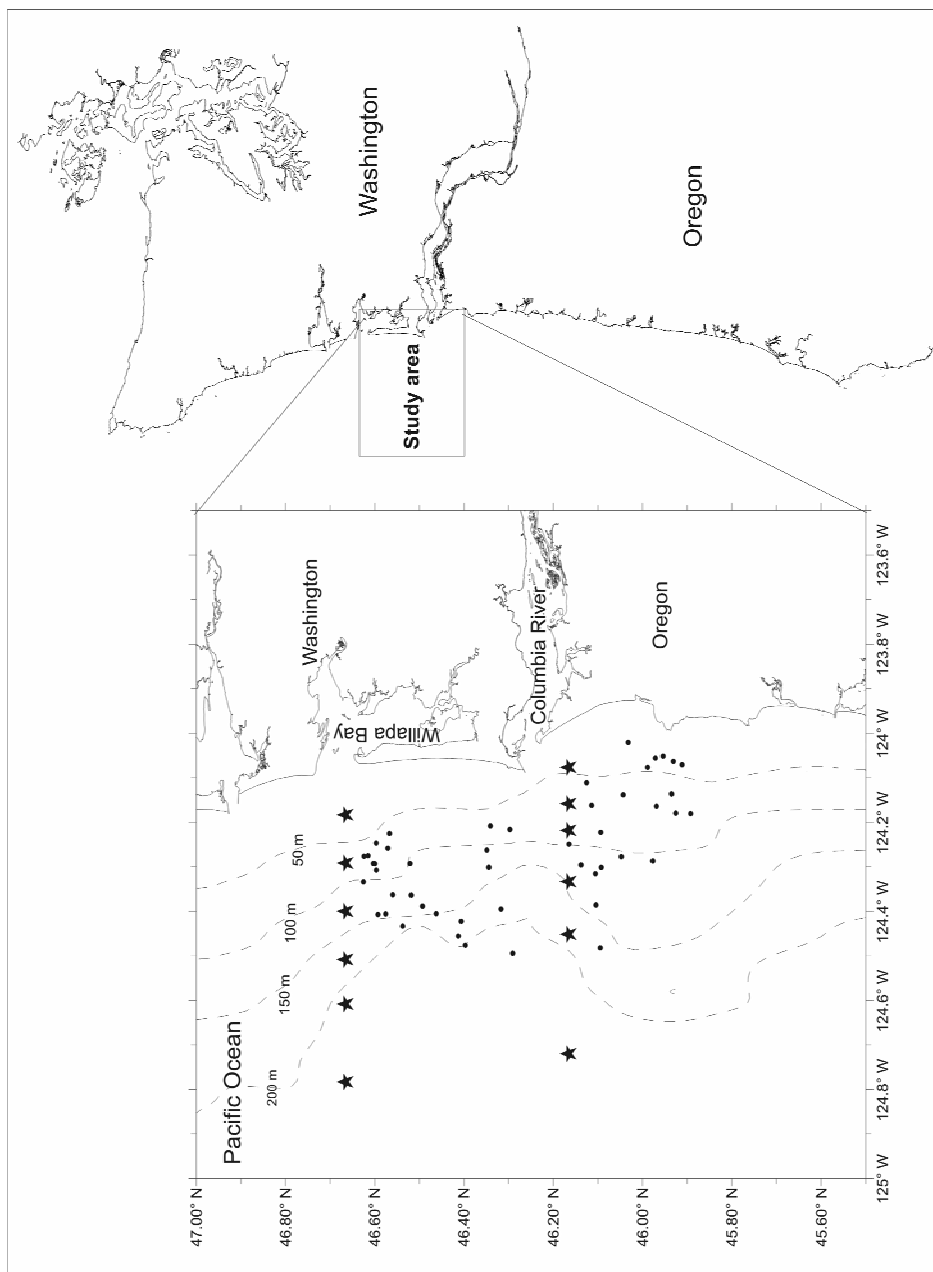 Pacific Ocean
200 m
150 m
100 m
50 m
Washington
Willapa Bay
Columbia River
Oregon
47.00° N
46.80° N
46.60° N
46.40° N
46.20° N
46.00° N
45.80° N
45.60° N
125° W
124.8° W
124.6° W
124.4° W
124.2° W
124° W
123.8° W
123.6° W
Study area
Washington
Oregon